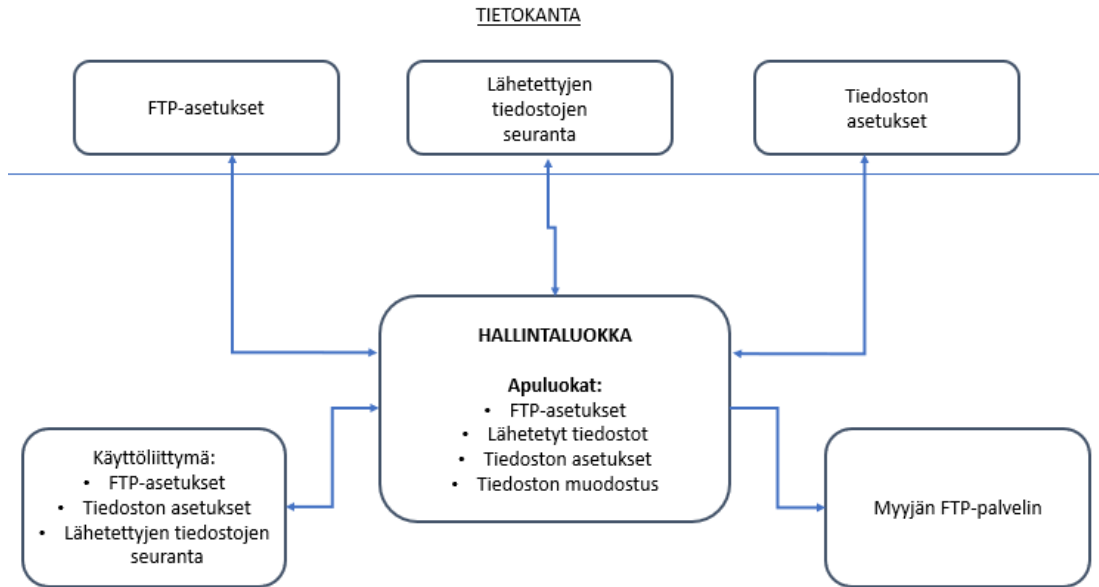 TIETOKANTA
FTP-asetukset
Lähetettyjen
tiedostojen
seuranta
Tiedoston
asetukset
HALLINTALUOKKA
Apuluokat:
• FTP-asetukset
• Lähetetyt tiedostot
• Tiedoston asetukset
• Tiedoston muodostus
Käyttöliittymä:
• FTP-asetukset
• Tiedoston asetukset
• Lähetettyjen tiedostojen
seuranta
Myyjän FTP-palvelin